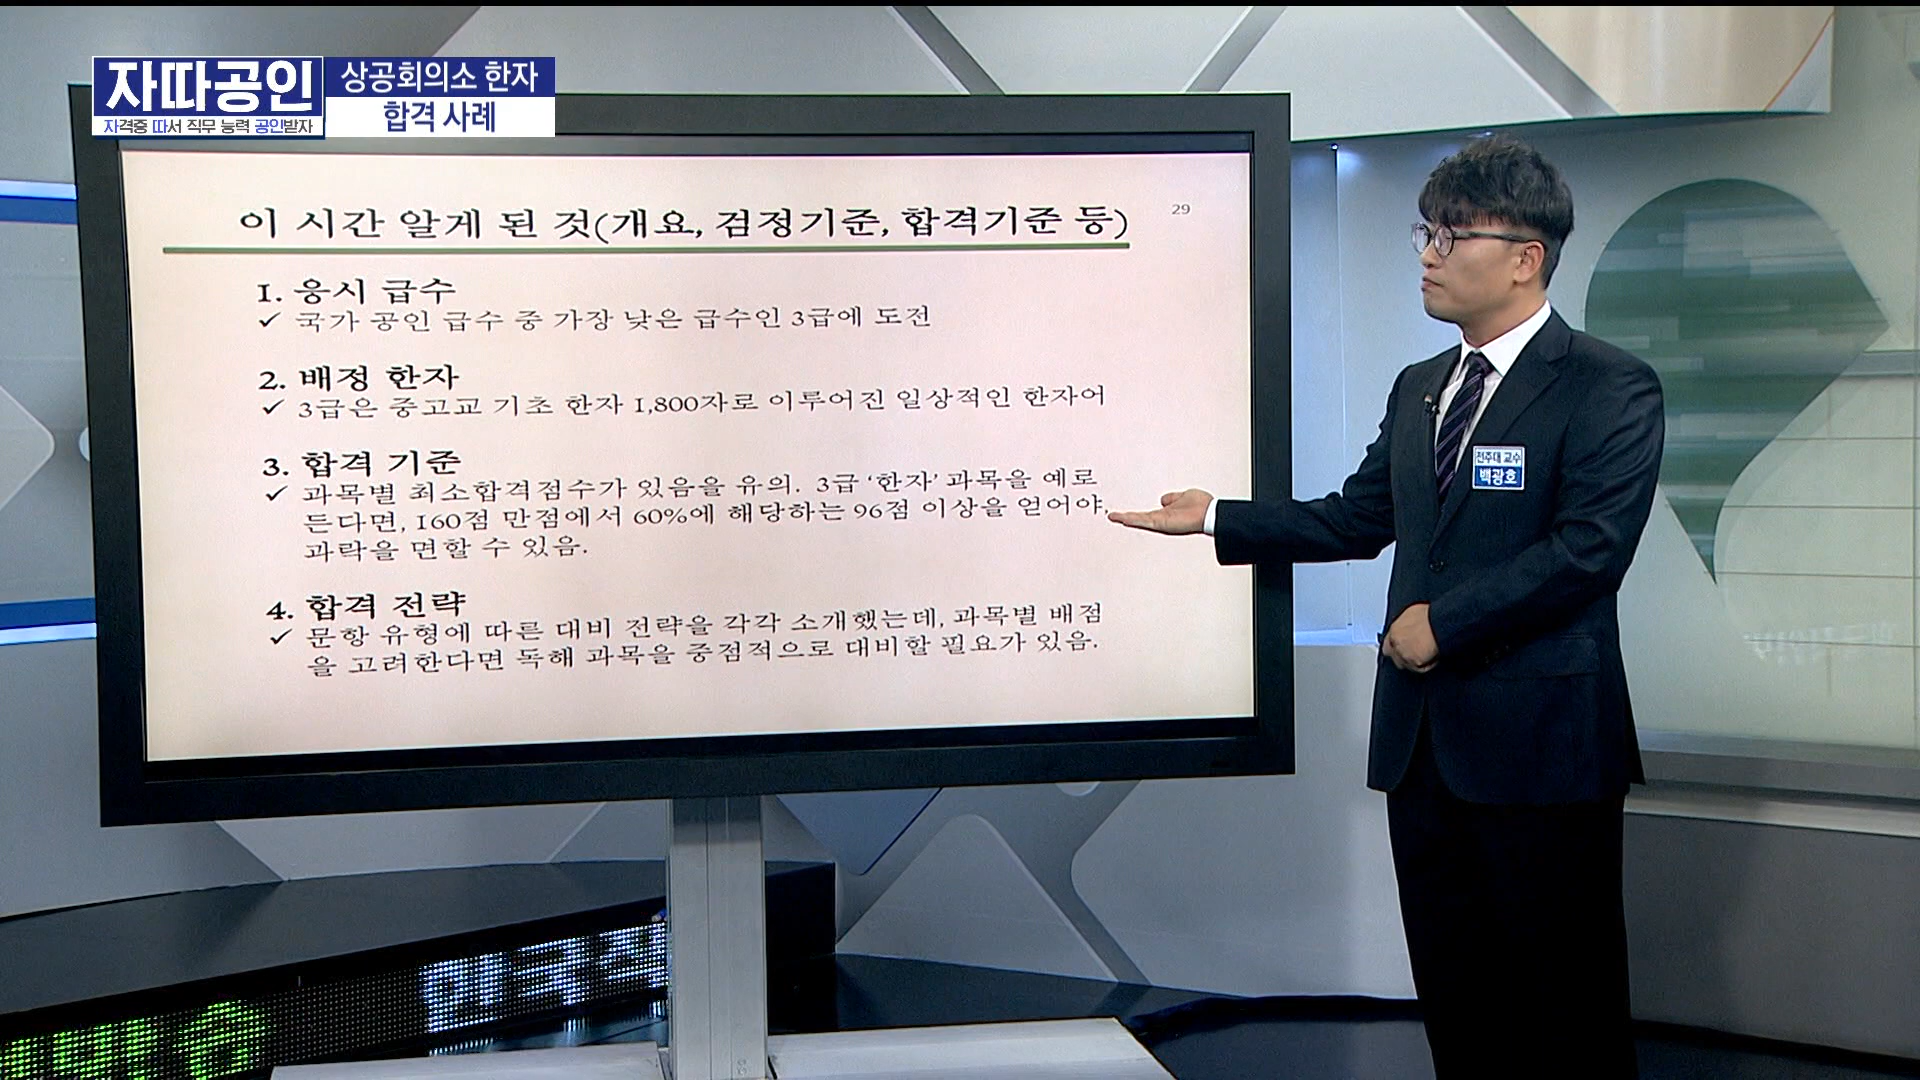 자따공인
자격증 따서 직무 능력 공인받자
상공회의소 한자
합격 사례
이 시간 알게 된 것(개요, 검정기준, 합격기준 등)
29
1. 응시 급수
✓ 국가 공인 급수 중 가장 낮은 급수인 3급에 도전
2. 배정 한자
✓ 3급은 중고교 기초 한자 1,800자로 이루어진 일상적인 한자어
3. 합격 기준
✓ 과목별 최소합격점수가 있음을 유의. 3급 ‘한자’ 과목을 예로
든다면, 160점 만점에서 60%에 해당하는 96점 이상을 얻어야,
과락을 면할 수 있음.
4. 합격 전략
✓ 문항 유형에 따른 대비 전략을 각각 소개했는데, 과목별 배점
을 고려한다면 독해 과목을 중점적으로 대비할 필요가 있음.
전주대 교수
백광호